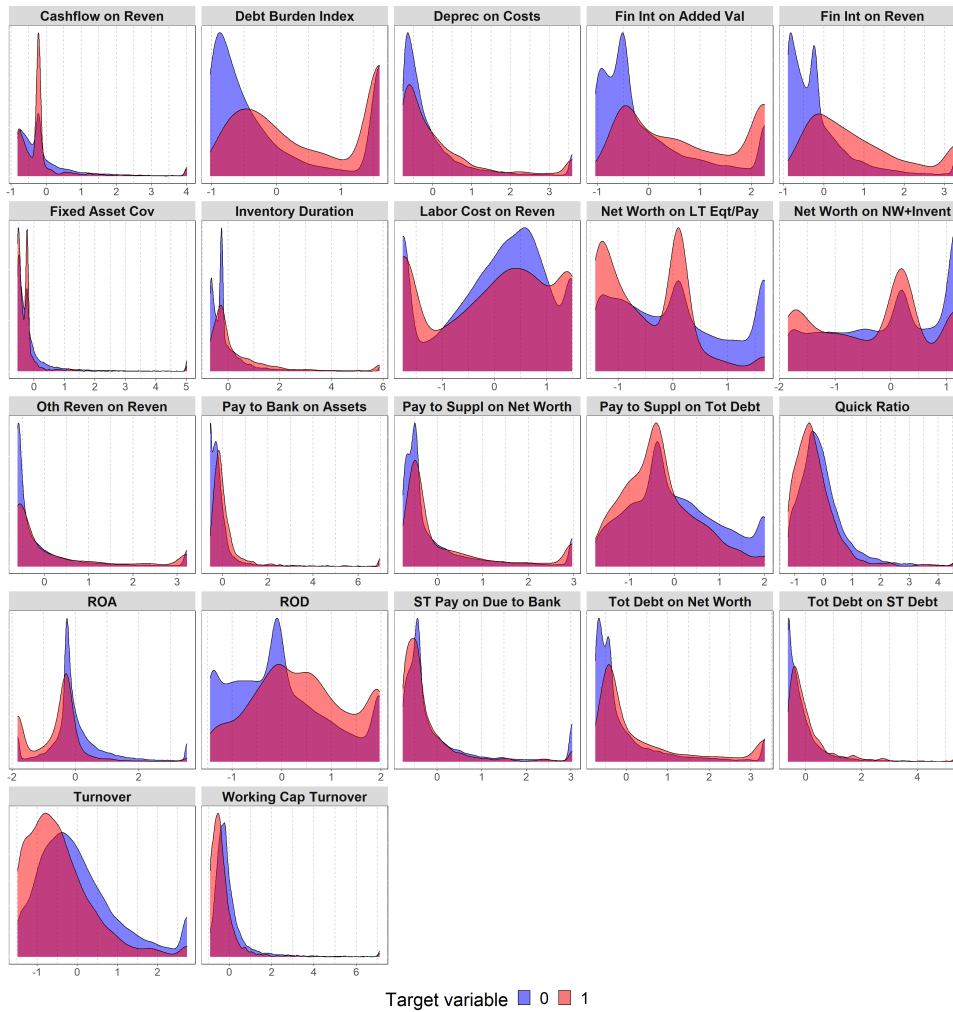 Cashflow on Reven
Debt Burden Index
Deprec on Costs
Fin Int on Added Val
Fin Int on Reven
-1 0 1 2 3 4
-1 0 1
0 1 2 3
-1 0 1 2
-1 0 1 2 3
Fixed Asset Cov
Inventory Duration
Labor Cost on Reven
Net Worth on LT Eqt/Pay
Net Worth on NW+Invent
0 1 2 3 4 5
0 2 4 6
-1 0 1
-1 0 1
-2 -1 0 1
Oth Reven on Reven
Pay to Bank on Assets
Pay to Suppl on Net Worth
Pay to Suppl on Tot Debt
Quick Ratio
0 1 2 3
0 2 4 6
0 1 2 3
-1 0 1 2
-1 0 1 2 3 4
ROA
ROD
ST Pay on Due to Bank
Tot Debt on Net Worth
Tot Debt on ST Debt
-2 0 2
-1 0 1 2
0 1 2 3
0 1 2 3
0 2 4
Turnover
Working Cap Turnover
-1 0 1 2
0 2 4 6
Target variable 0 1